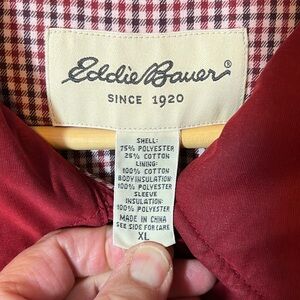 Eddie Bauer®
SINCE 1920
SHELL:
75% POLYESTER
25% COTTON
LINING:
100% COTTON
BODY INSULATION:
100% POLYESTER
SLEEVE
INSULATION:
100% POLYESTER
MADE IN CHINA
SEE SIDE FOR CARE
XL